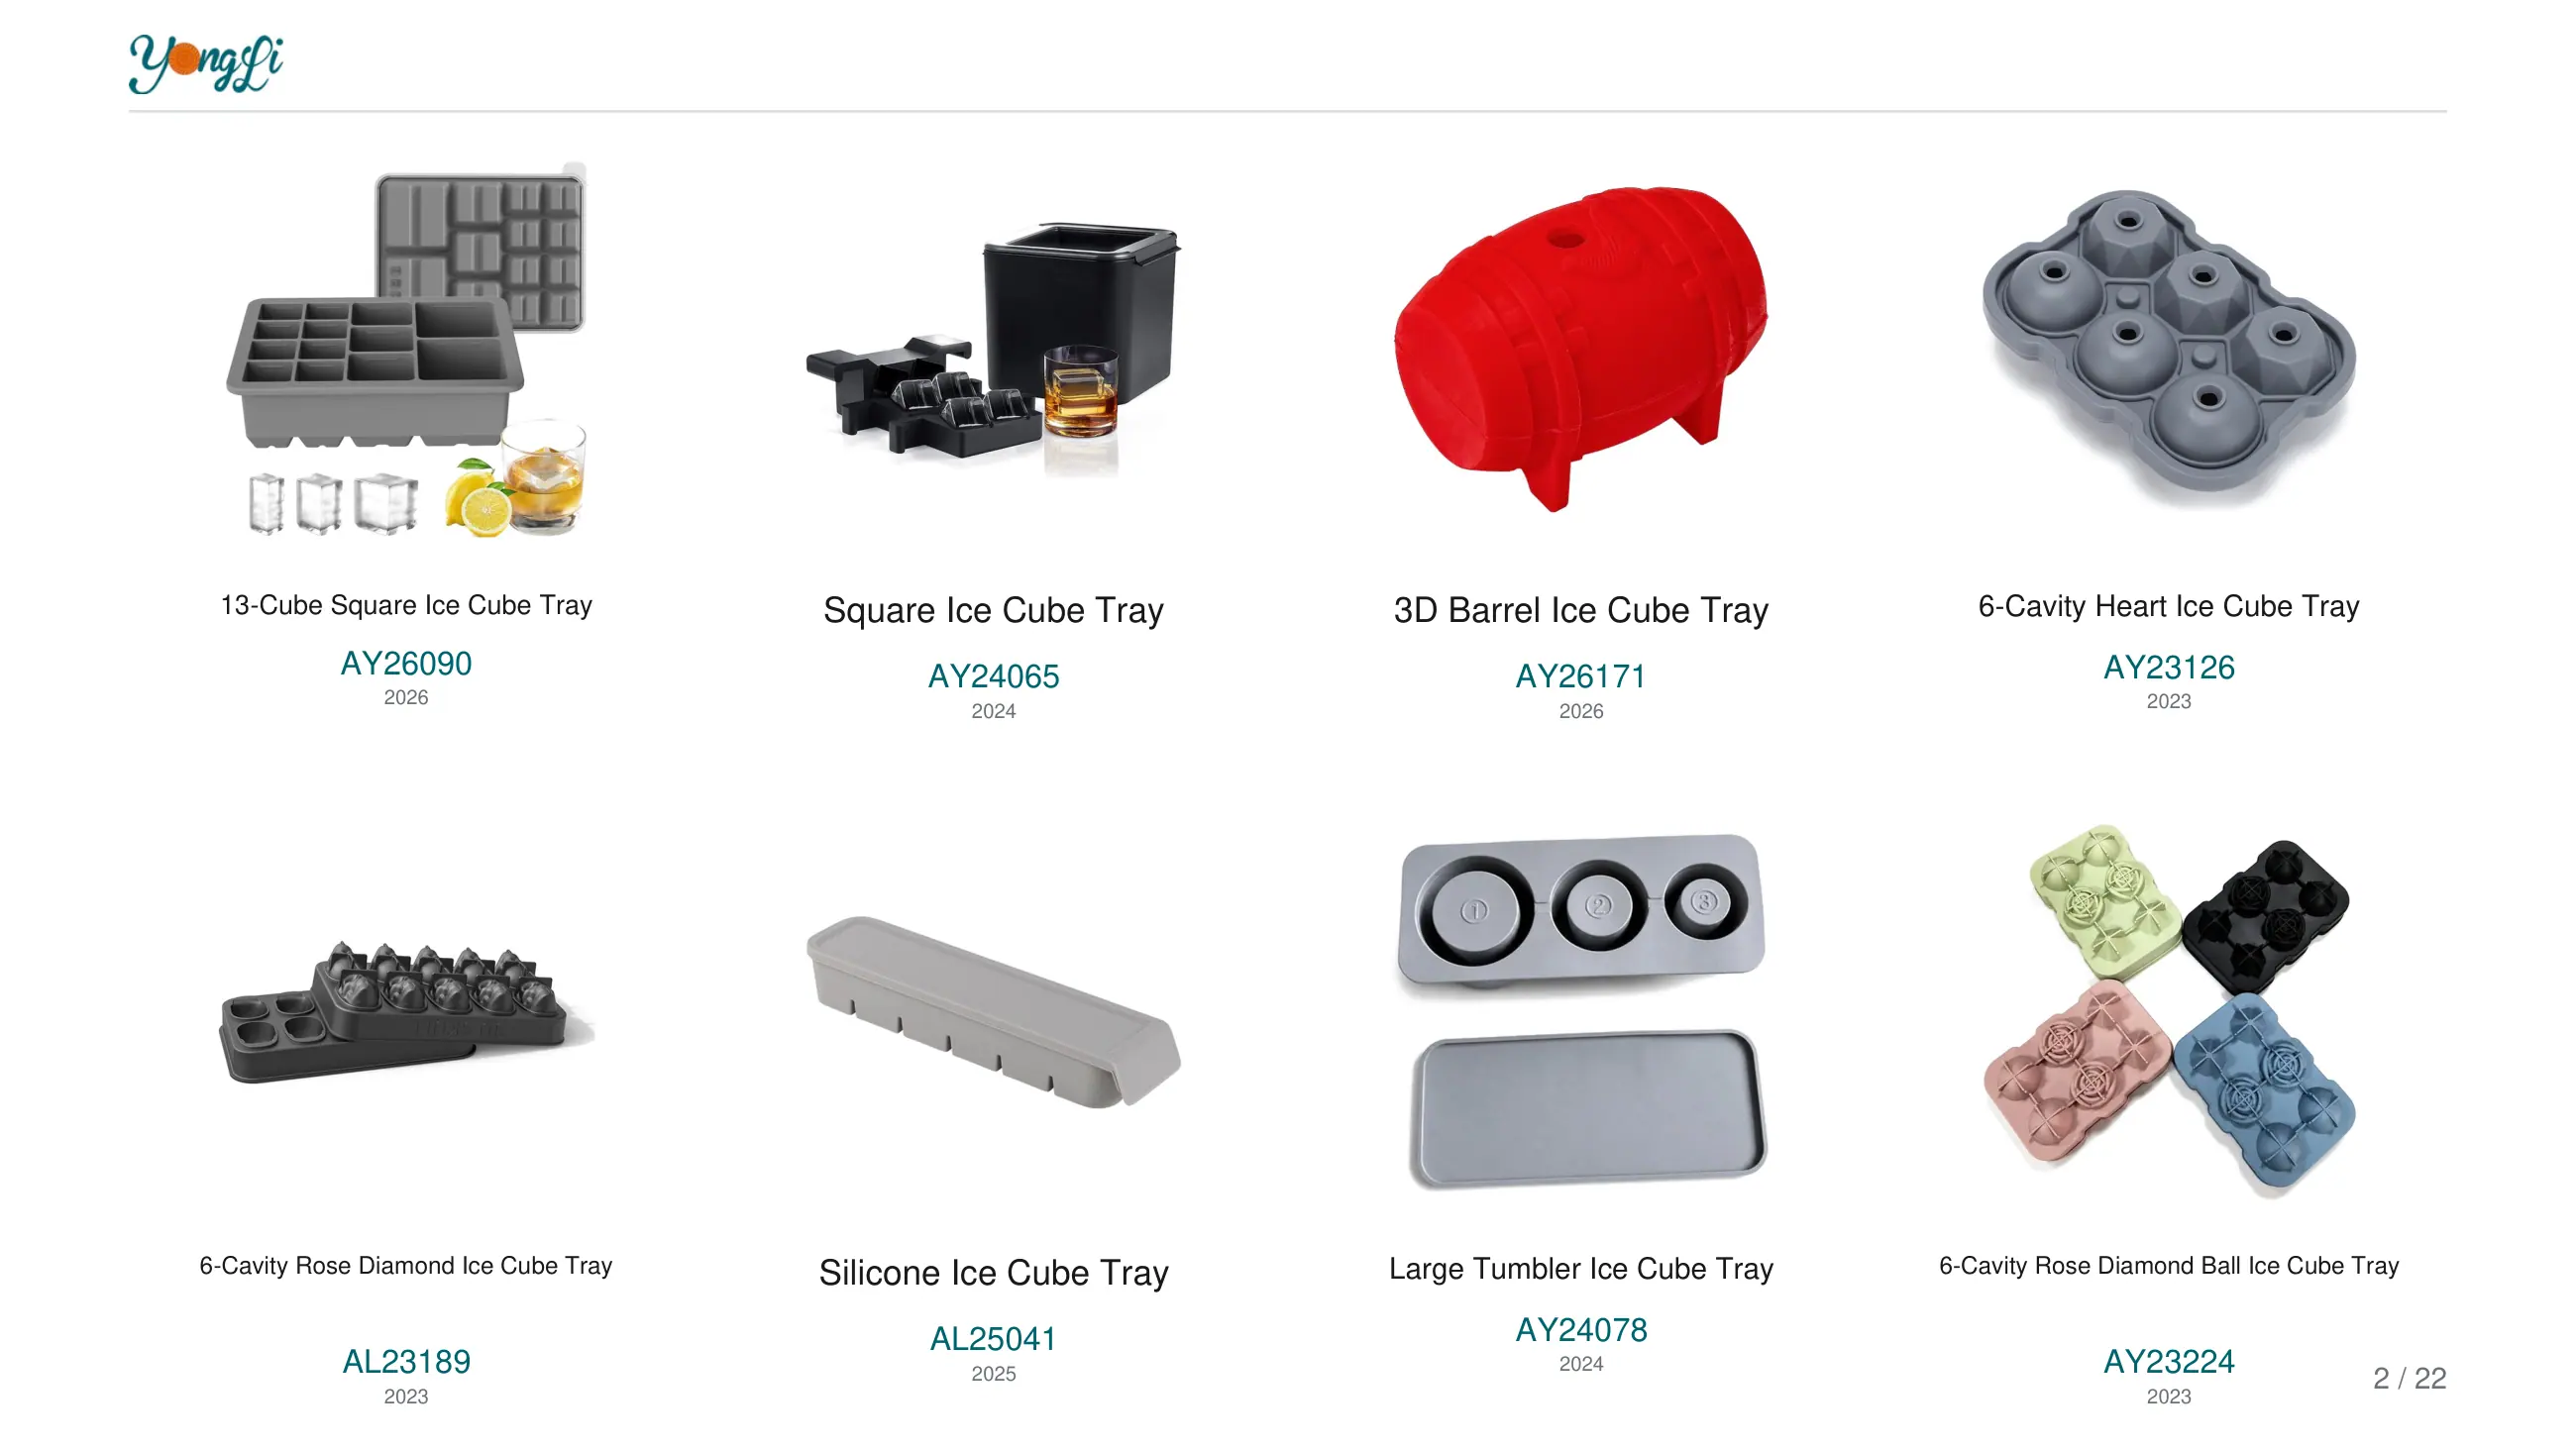 YongLi
13-Cube Square Ice Cube Tray
AY26090
2026
Square Ice Cube Tray
AY24065
2024
3D Barrel Ice Cube Tray
AY26171
2026
6-Cavity Heart Ice Cube Tray
AY23126
2023
① ② ③
6-Cavity Rose Diamond Ice Cube Tray
AL23189
2023
Silicone Ice Cube Tray
AL25041
2025
Large Tumbler Ice Cube Tray
AY24078
2024
6-Cavity Rose Diamond Ball Ice Cube Tray
AY23224
2023
2 / 22